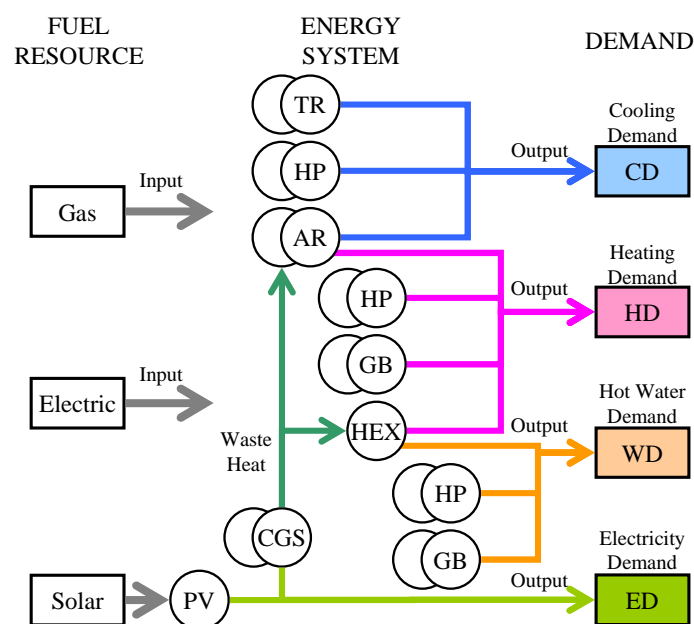 FUEL
RESOURCE
ENERGY
SYSTEM
DEMAND
TR
Cooling
Demand
Output
CD
HP
Input
Gas
AR
Heating
Demand
HP
Output
HD
GB
Input
Electric
Hot Water
Demand
HEX
Output
Waste
Heat
WD
HP
CGS
Electricity
Demand
GB
Output
Solar
PV
ED